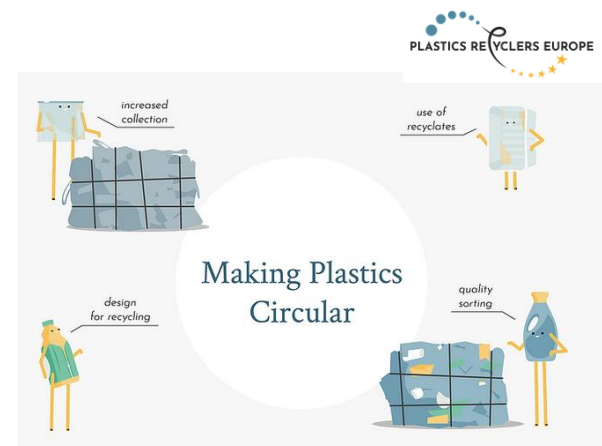 PLASTICS RECYCLERS EUROPE
increased
collection
use of
recyclates
Making Plastics
Circular
design
for recycling
quality
sorting